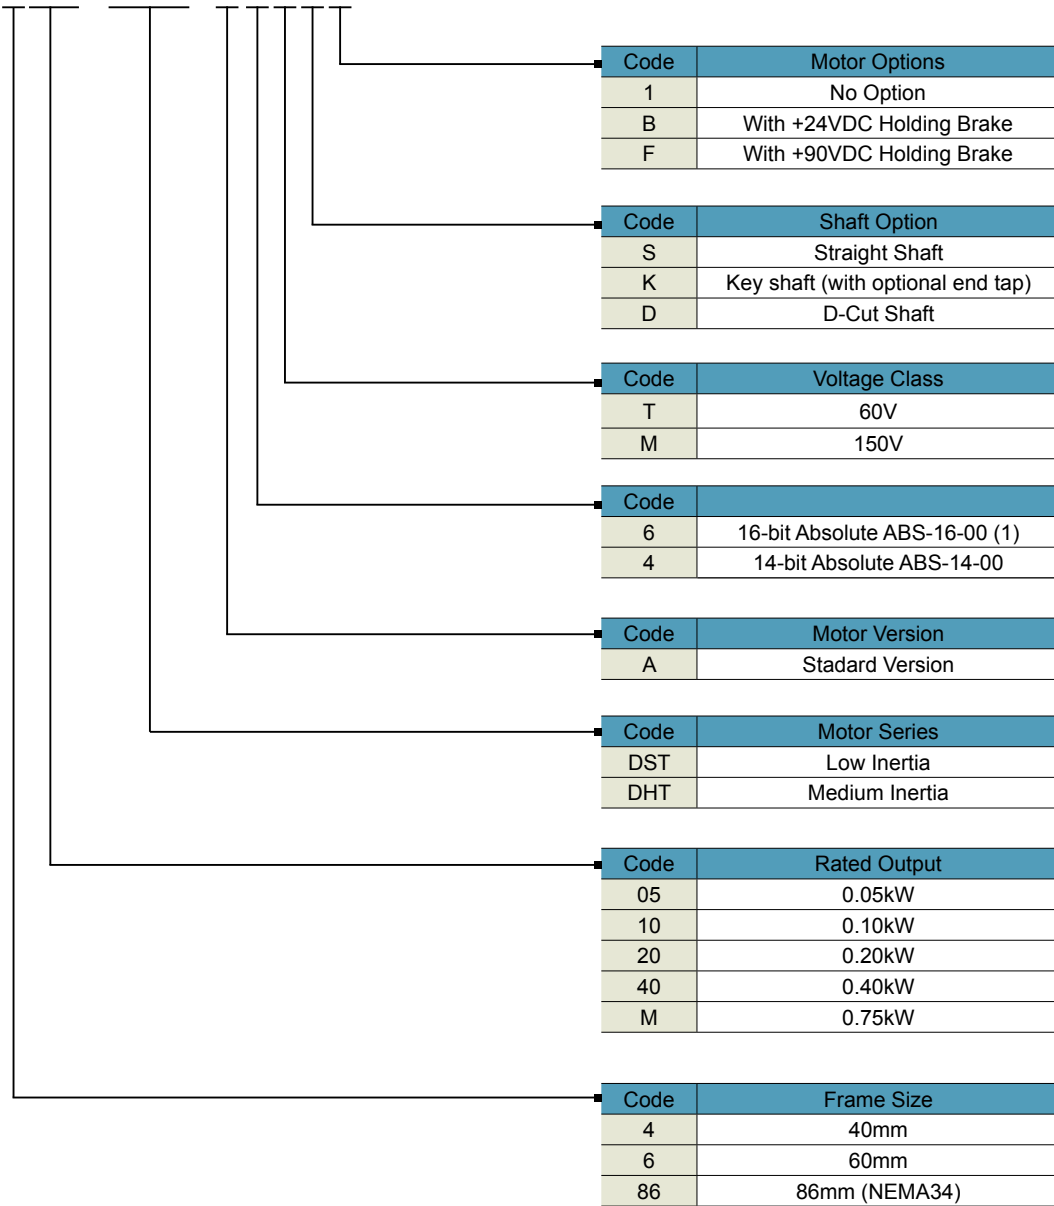 Code Motor Options
1 No Option
B With +24VDC Holding Brake
F With +90VDC Holding Brake
Code Shaft Option
S Straight Shaft
K Key shaft (with optional end tap)
D D-Cut Shaft
Code Voltage Class
T 60V
M 150V
Code
6 16-bit Absolute ABS-16-00 (1)
4 14-bit Absolute ABS-14-00
Code Motor Version
A Stadard Version
Code Motor Series
DST Low Inertia
DHT Medium Inertia
Code Rated Output
05 0.05kW
10 0.10kW
20 0.20kW
40 0.40kW
M 0.75kW
Code Frame Size
4 40mm
6 60mm
86 86mm (NEMA34)